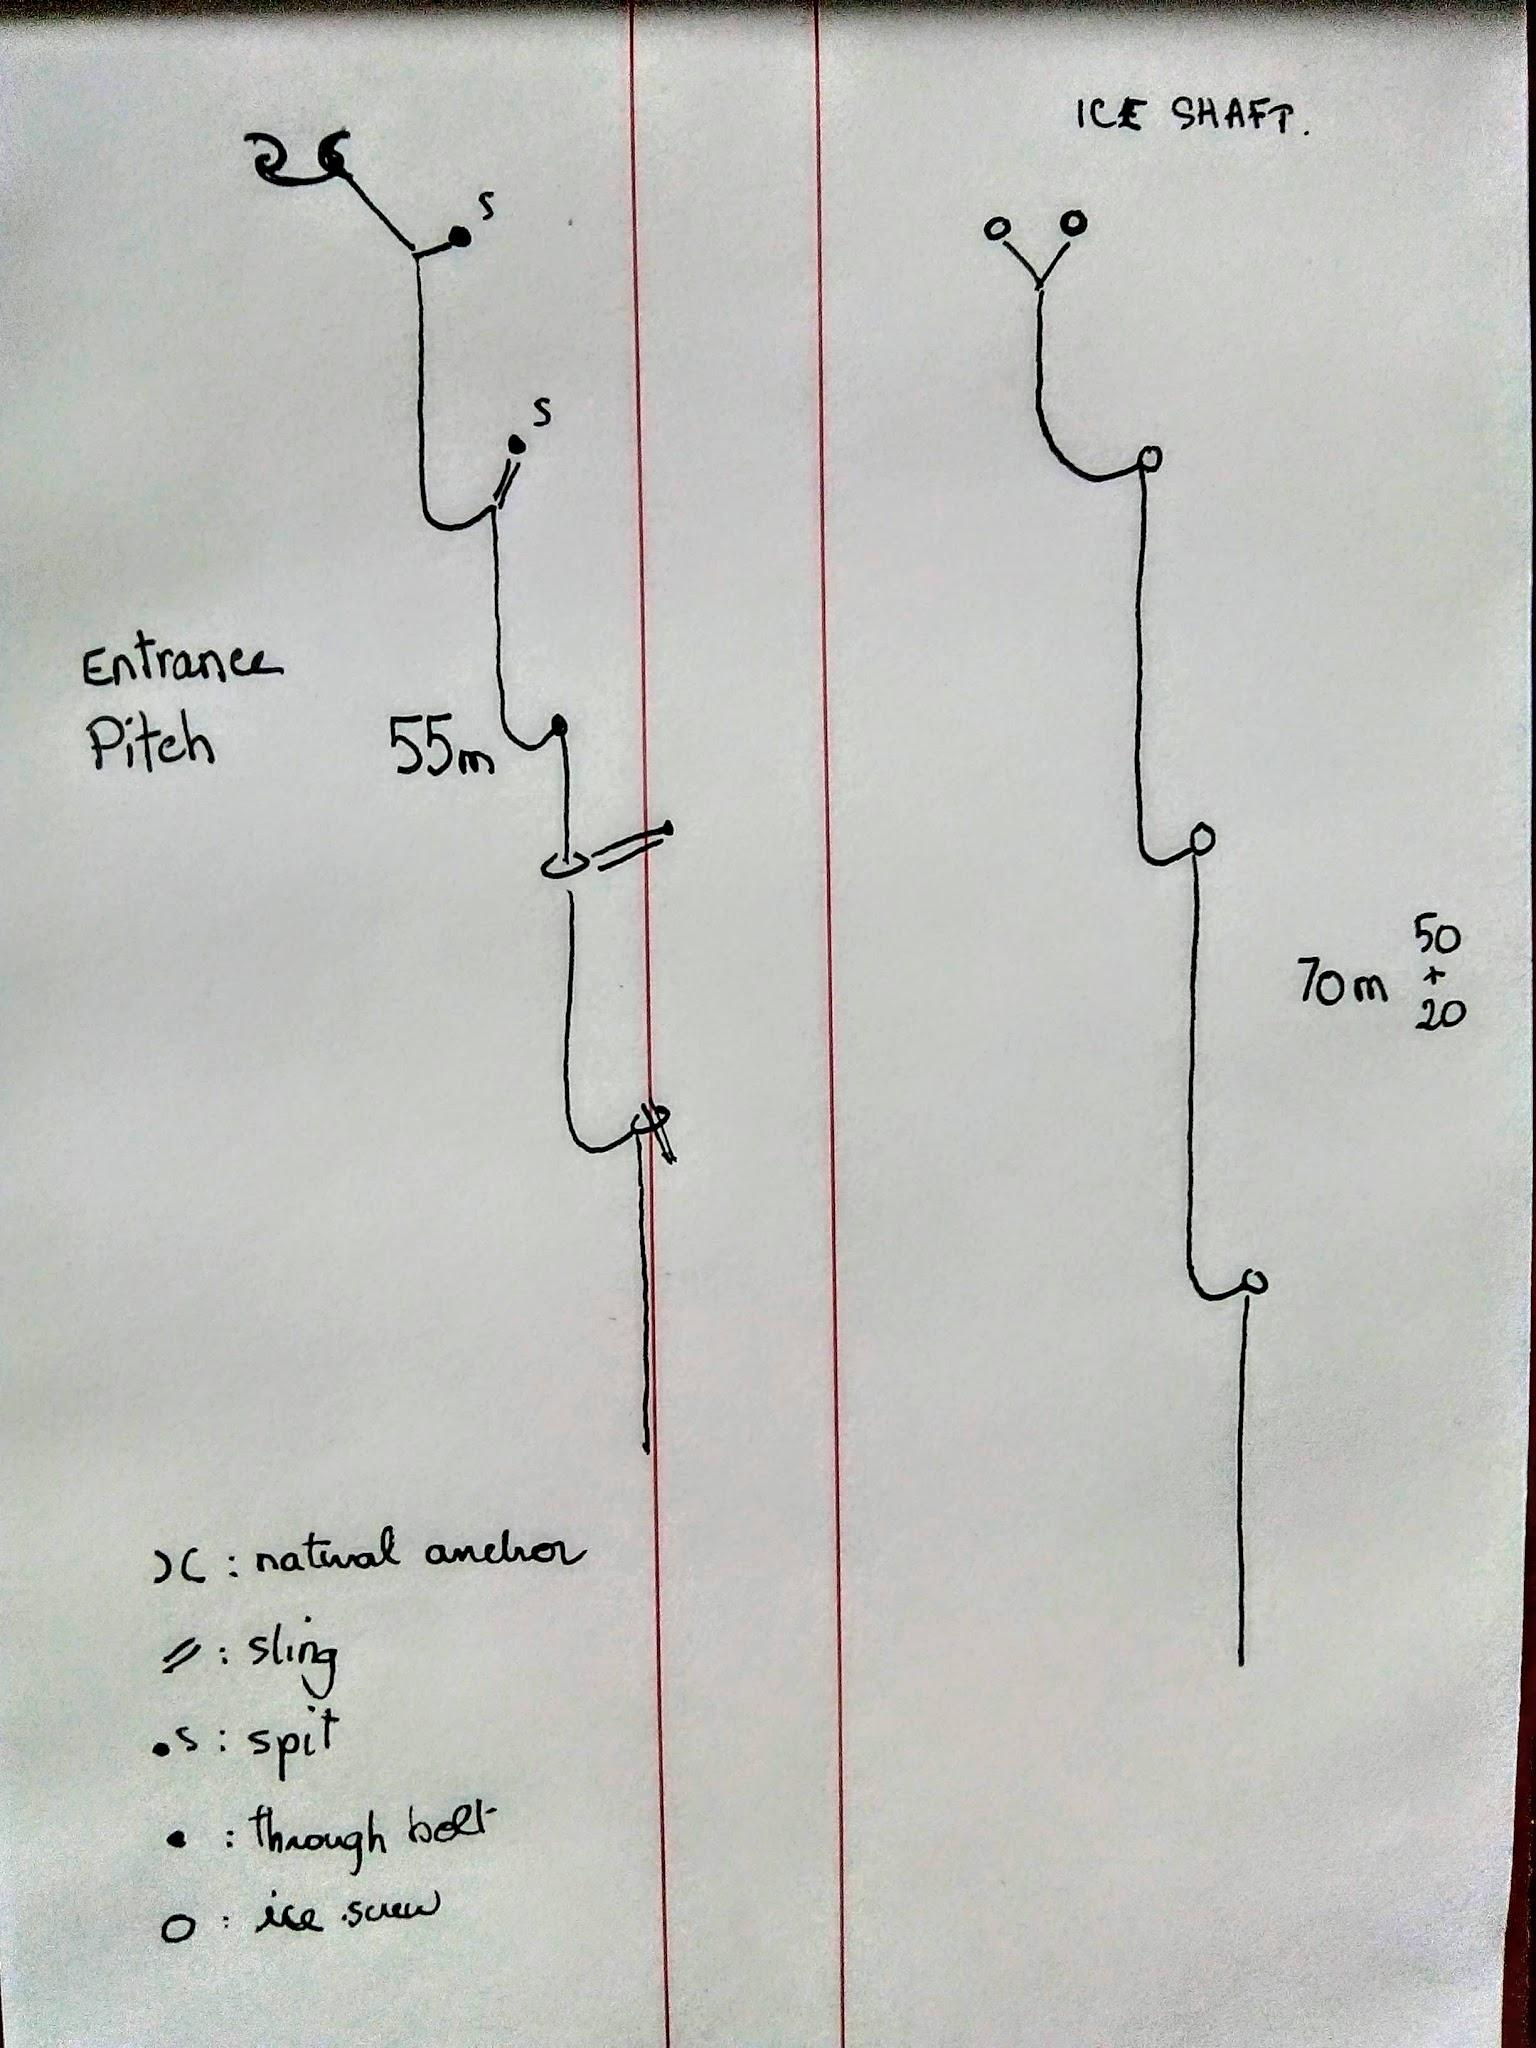 ICE SHAFT.
S
S
Entrance
Pitch
55m
50
70m +
20
: natural anchor
: sling
S : spit
: through bolt
: ice screw